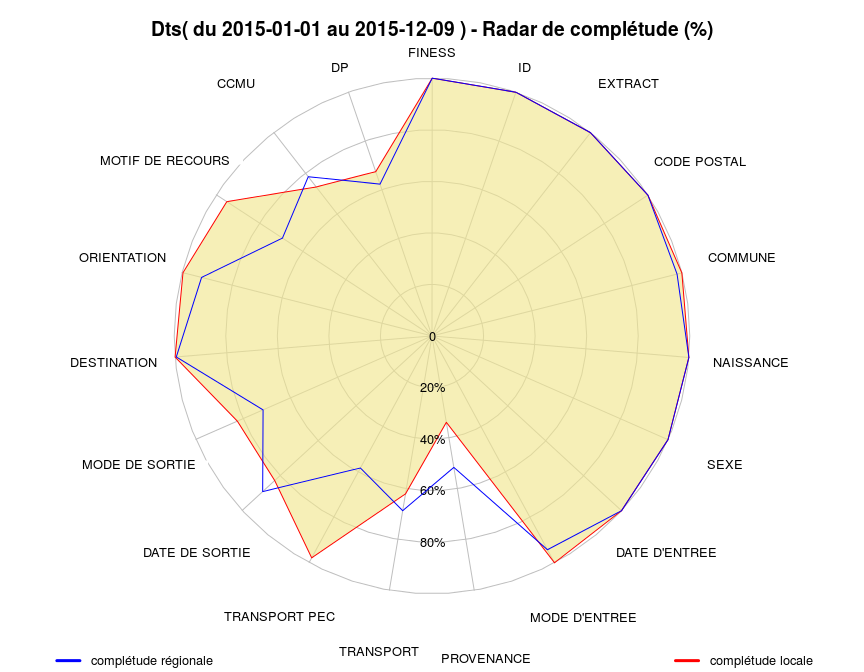 Dts( du 2015-01-01 au 2015-12-09 ) - Radar de complétude (%)
FINESS
ID
EXTRACT
CODE POSTAL
COMMUNE
NAISSANCE
SEXE
DATE D'ENTREE
MODE D'ENTREE
PROVENANCE
TRANSPORT
TRANSPORT PEC
DATE DE SORTIE
MODE DE SORTIE
DESTINATION
ORIENTATION
MOTIF DE RECOURS
CCMU
DP
0
20%
40%
60%
80%
complétude régionale
complétude locale